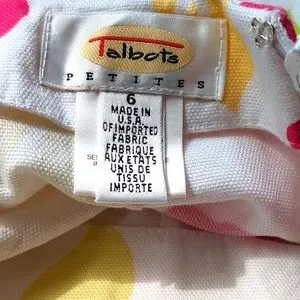 Talbots
PETITES
6
MADE IN
U.S.A.
OF IMPORTED
FABRIC
FABRIQUE
AUX ETATS
UNIS DE
TISSU
IMPORTE